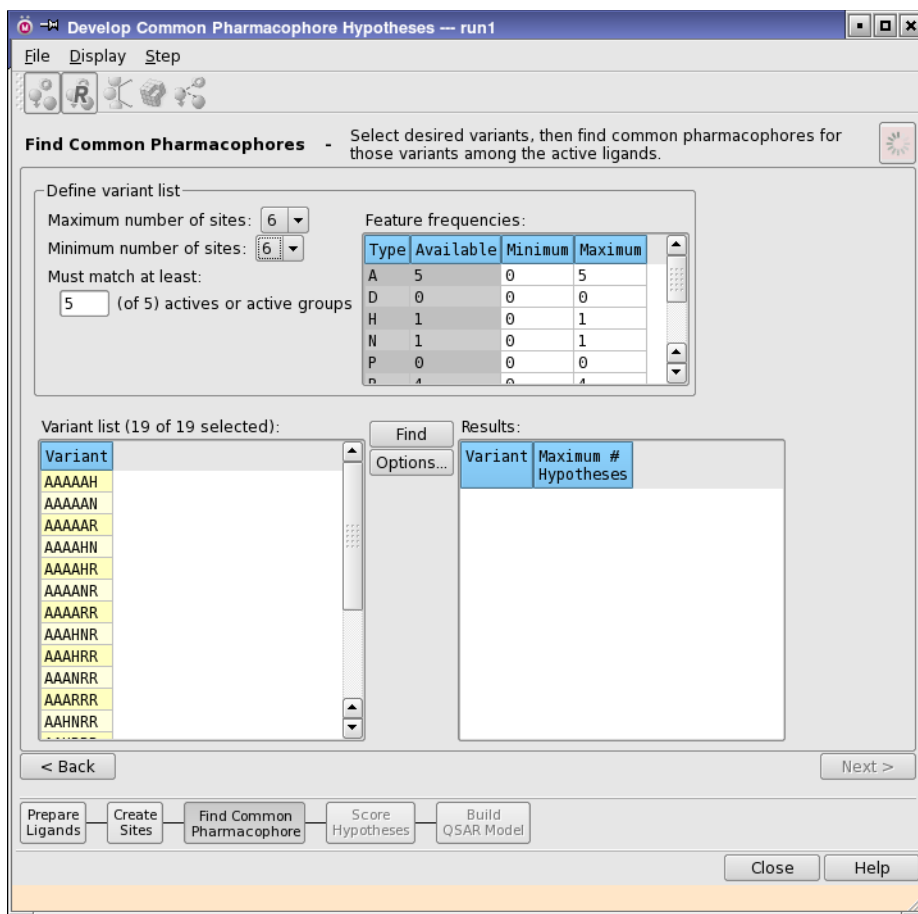 Develop Common Pharmacophore Hypotheses --- run1
File Display Step
R
Find Common Pharmacophores - Select desired variants, then find common pharmacophores for
those variants among the active ligands.
Define variant list
Maximum number of sites: 6
Minimum number of sites: 6
Must match at least:
5 (of 5) actives or active groups
Feature frequencies:
Type Available Minimum Maximum
A 5 0 5
D 0 0 0
H 1 0 1
N 1 0 1
P 0 0 0
Variant list (19 of 19 selected):
Variant
AAAAAH
AAAAAN
AAAAAR
AAAAHN
AAAAHR
AAAANR
AAAARR
AAAHNR
AAAHRR
AAANRR
AAARRR
AAHNRR
Find
Options...
Results:
Variant Maximum #
Hypotheses
< Back
Next >
Prepare
Ligands
Create
Sites
Find Common
Pharmacophore
Score
Hypotheses
Build
QSAR Model
Close Help